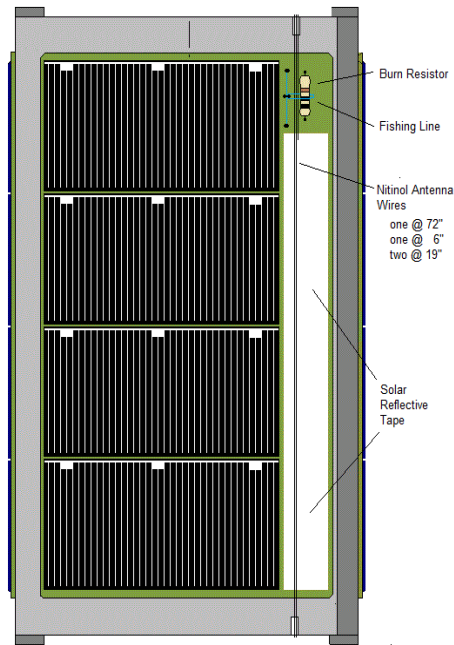 Burn Resistor
Fishing Line
Nitinol Antenna
Wires
one @ 72"
one @ 6"
two @ 19"
Solar
Reflective
Tape